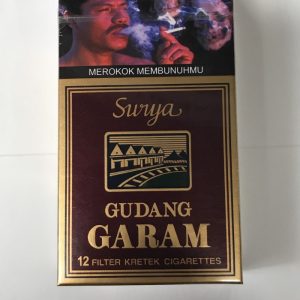 MEROKOK MEMBUNUHMU
Surya
GUDANG
GARAM
12 FILTER KRETEK CIGARETTES